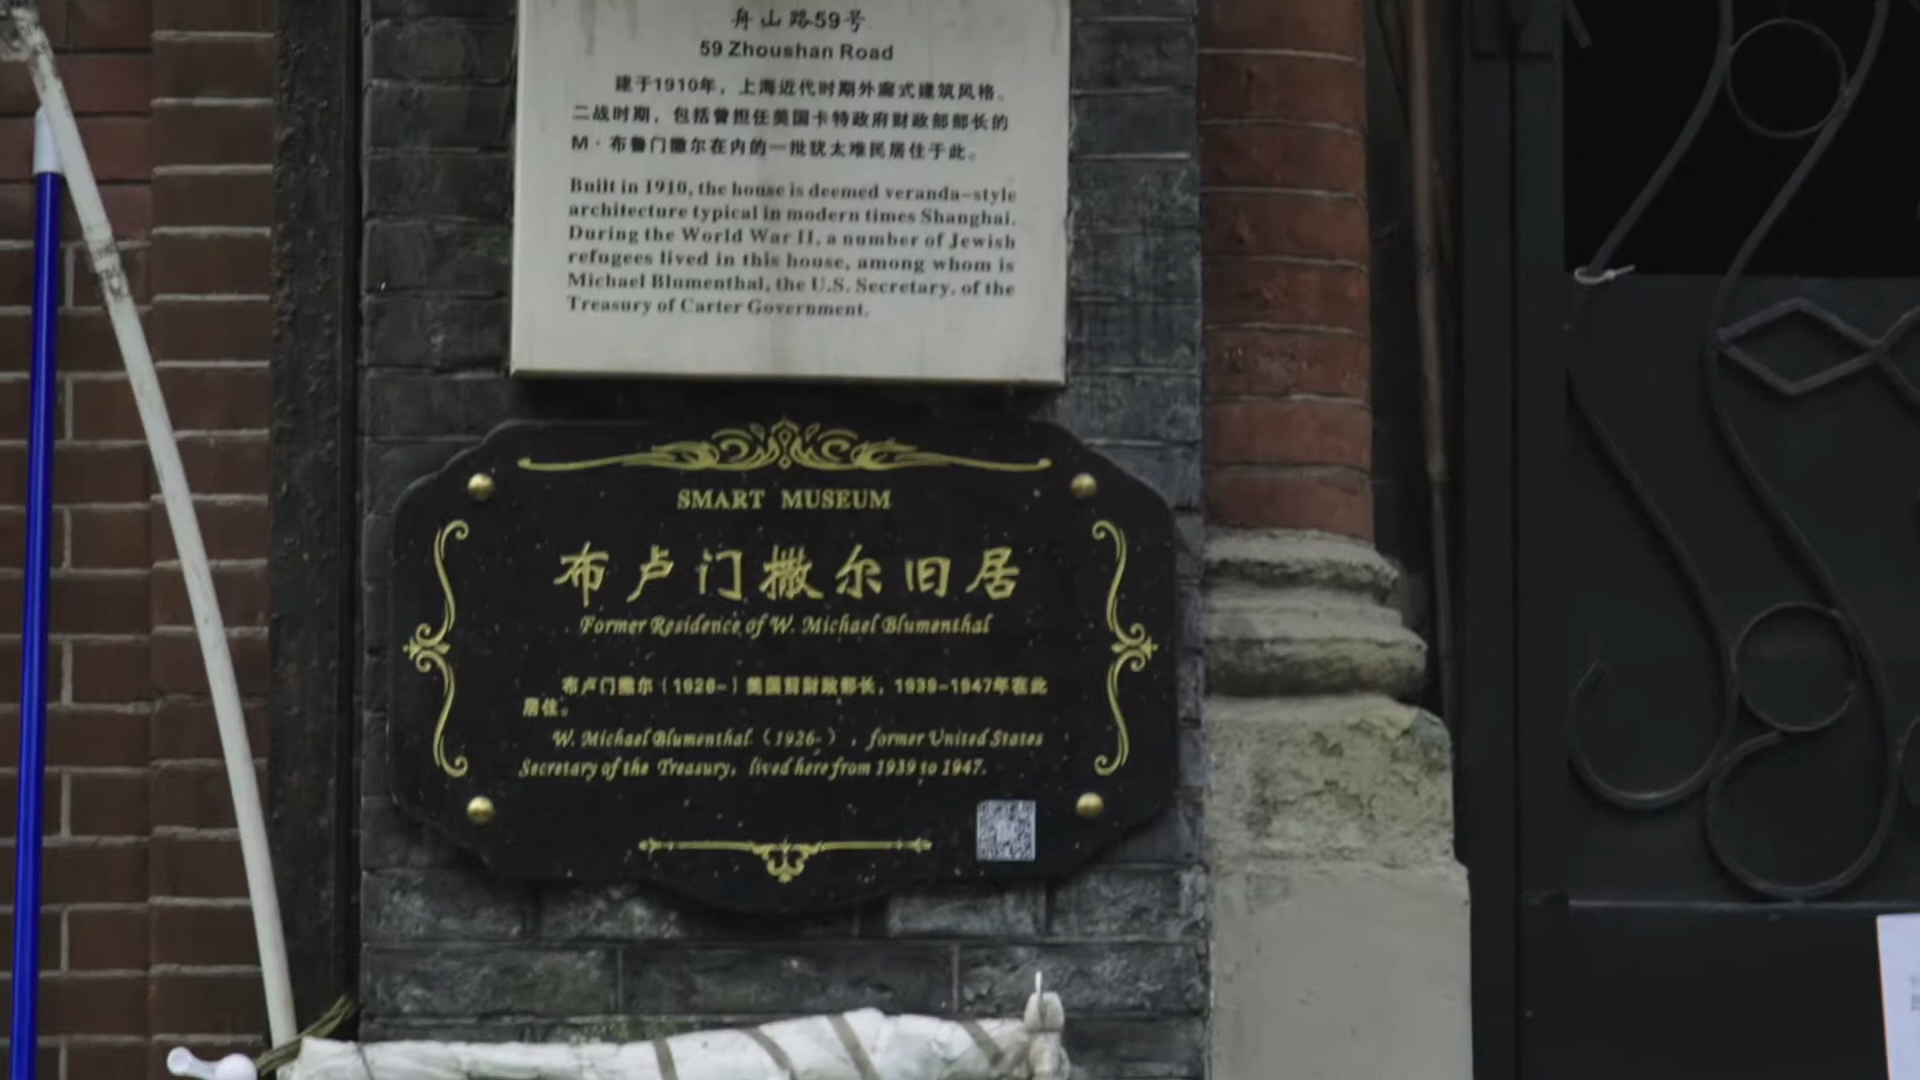 舟山路59号
59 Zhoushan Road
建于1910年，上海近代时期外廊式建筑风格。
二战时期，包括曾担任美国卡特政府财政部部长的
M·布鲁门撒尔在内的一批犹太难民居住于此。
Built in 1910, the house is deemed veranda-style
architecture typical in modern times Shanghai.
During the World War II, a number of Jewish
refugees lived in this house, among whom is
Michael Blumenthal, the U.S. Secretary. of the
Treasury of Carter Government.
SMART MUSEUM
布卢门撒尔旧居
Former Residence of W. Michael Blumenthal
布卢门撒尔（1926-）美国前财政部长，1939-1947年在此
居住。
W. Michael Blumenthal（1926-），former United States
Secretary of the Treasury，lived here from 1939 to 1947.